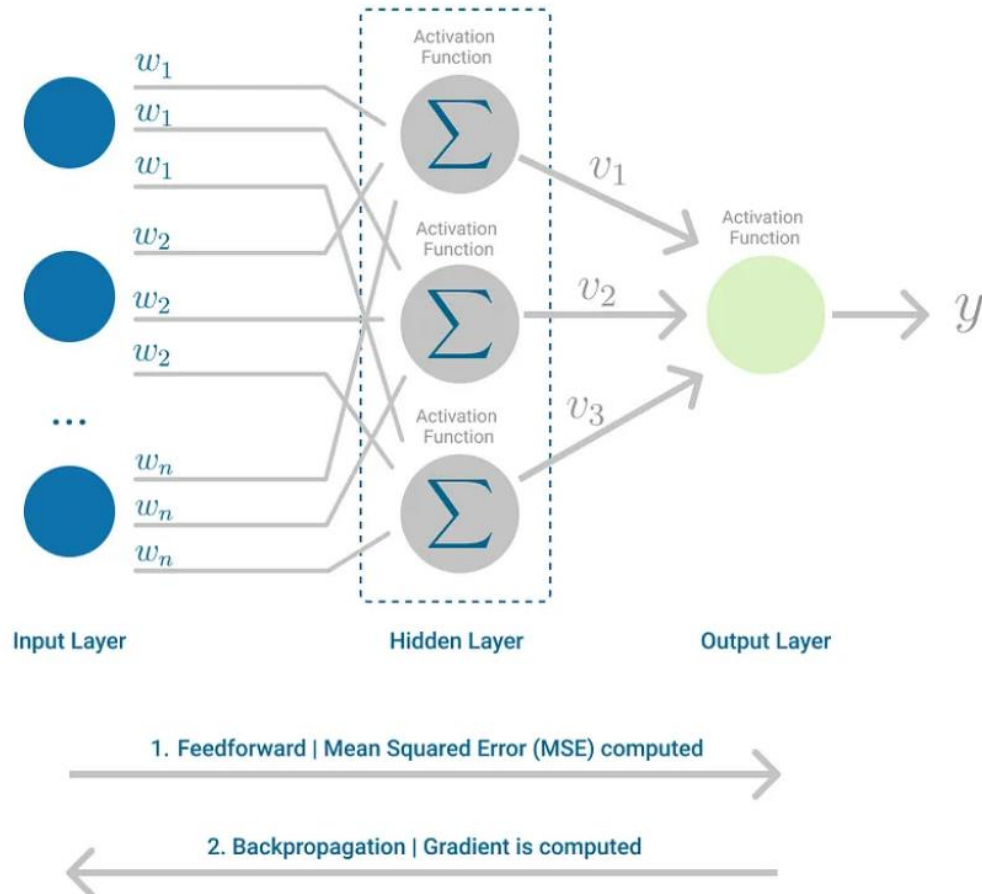 Activation
Function
w₁
w₁
w₁
Σ
v₁
w₂
Activation
Function
Activation
Function
w₂
v₂
Σ
y
w₂
...
Activation
Function
v₃
wₙ
wₙ
Σ
wₙ
Input Layer
Hidden Layer
Output Layer
1. Feedforward | Mean Squared Error (MSE) computed
2. Backpropagation | Gradient is computed